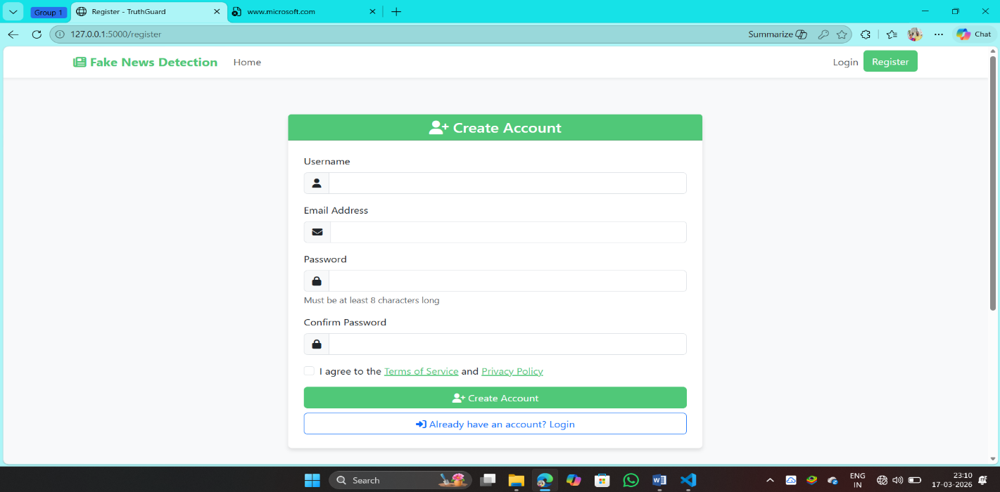 Group 1
Register - TruthGuard
www.microsoft.com
127.0.0.1:5000/register
Summarize
Chat
Fake News Detection
Home
Login
Register
Create Account
Username
Email Address
Password
Must be at least 8 characters long
Confirm Password
I agree to the Terms of Service and Privacy Policy
Create Account
Already have an account? Login
Search
ENG
IN
23:10
17-03-2026